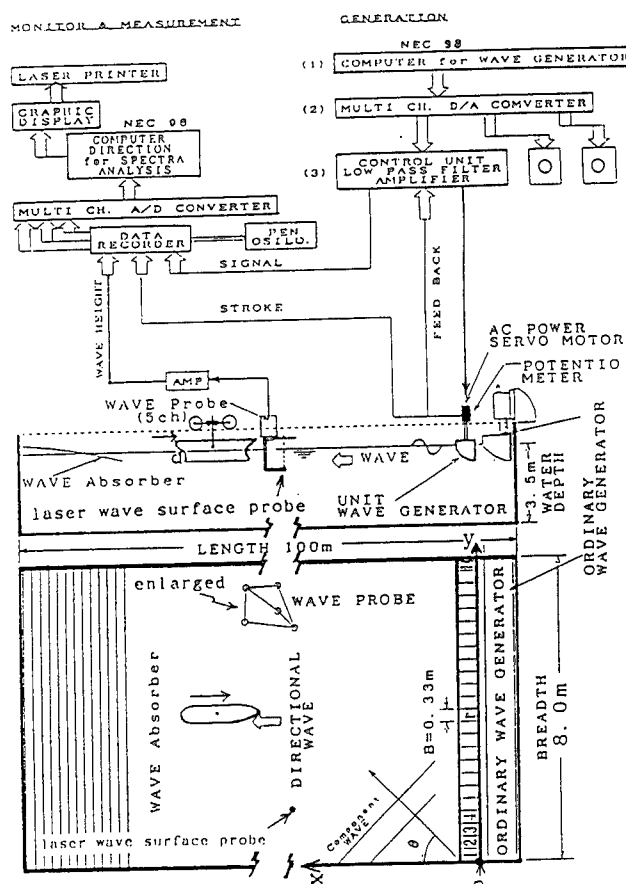 MONITOR & MEASUREMENT
GENERATION
NEC 98
(1) COMPUTER for WAVE GENERATOR
LASER PRINTER
GRAPHIC
DISPLAY
NEC 98
COMPUTER
DIRECTION
for SPECTRA
ANALYSIS
(2) MULTI CH. D/A COMVERTER
(3) CONTROL UNIT
LOW PASS FILTER
AMPLIFIER
MULTI CH. A/D CONVERTER
DATA
RECORDER
PEN
OSILO.
SIGNAL
STROKE
WAVE HEIGHT
FEED BACK
AC POWER
SERVO MOTOR
POTENTIO
METER
AMP
WAVE Probe
(5ch)
WAVE
WAVE Absorber
laser wave surface probe
UNIT
WAVE GENERATOR
3.5m
WATER
DEPTH
ORDINARY
WAVE GENERATOR
LENGTH 100m
y
enlarged
WAVE PROBE
WAVE Absorber
DIRECTIONAL
WAVE
B=0.33m
r
ORDINARY WAVE GENERATOR
BREADTH
8.0m
Component
WAVE
θ
1 2 3 4
laser wave surface probe
X